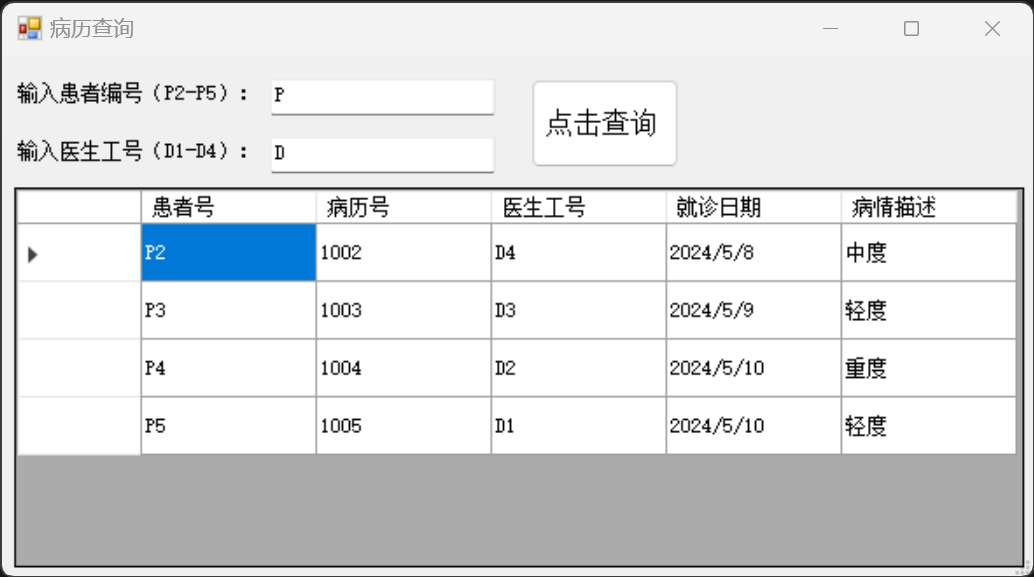 病历查询
输入患者编号（P2-P5）： P
点击查询
输入医生工号（D1-D4）： D
患者号 病历号 医生工号 就诊日期 病情描述
P2 1002 D4 2024/5/8 中度
P3 1003 D3 2024/5/9 轻度
P4 1004 D2 2024/5/10 重度
P5 1005 D1 2024/5/10 轻度